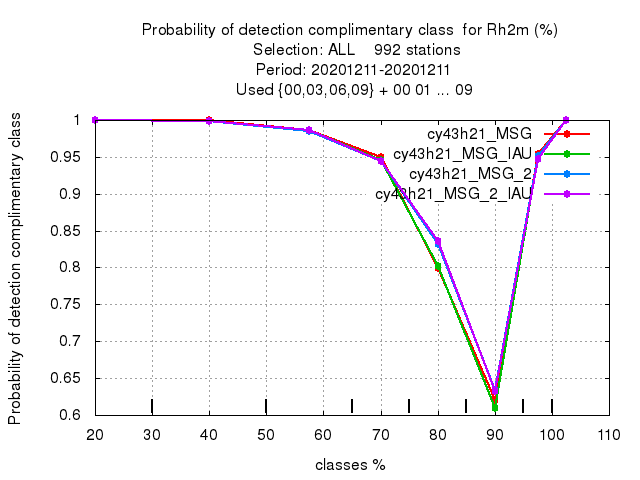 Probability of detection complimentary class  for Rh2m (%)
Selection: ALL    992 stations
Period: 20201211-20201211
Used {00,03,06,09} + 00 01 ... 09
Probability of detection complimentary class
1
0.95
0.9
0.85
0.8
0.75
0.7
0.65
0.6
cy43h21_MSG
cy43h21_MSG_IAU
cy43h21_MSG_2
cy43h21_MSG_2_IAU
20 30 40 50 60 70 80 90 100 110
classes %